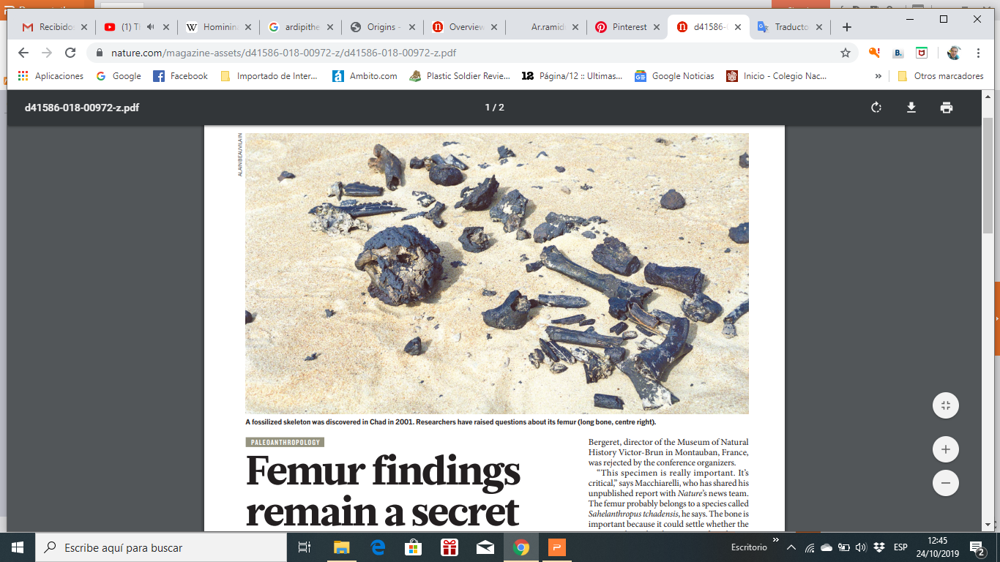 Recibidos
(1) Th
Hominina
ardipithe
Origins -
Overview
Ar.ramid
Pinterest
d41586-
Traducto
nature.com/magazine-assets/d41586-018-00972-z/d41586-018-00972-z.pdf
Aplicaciones
Google
Facebook
Importado de Inter...
Ambito.com
Plastic Soldier Revie...
Página/12 :: Ultimas...
Google Noticias
Inicio - Colegio Nac...
»
Otros marcadores
d41586-018-00972-z.pdf
1 / 2
ALAIN BEAUVILAIN
A fossilized skeleton was discovered in Chad in 2001. Researchers have raised questions about its femur (long bone, centre right).
PALEOANTHROPOLOGY
Femur findings
remain a secret
Bergeret, director of the Museum of Natural
History Victor-Brun in Montauban, France,
was rejected by the conference organizers.
“This specimen is really important. It’s
critical,” says Macchiarelli, who has shared his
unpublished report with Nature’s news team.
The femur probably belongs to a species called
Sahelanthropus tchadensis, he says. The bone is
important because it could settle whether the
Escribe aquí para buscar
Escritorio
»
ESP
12:45
24/10/2019
2